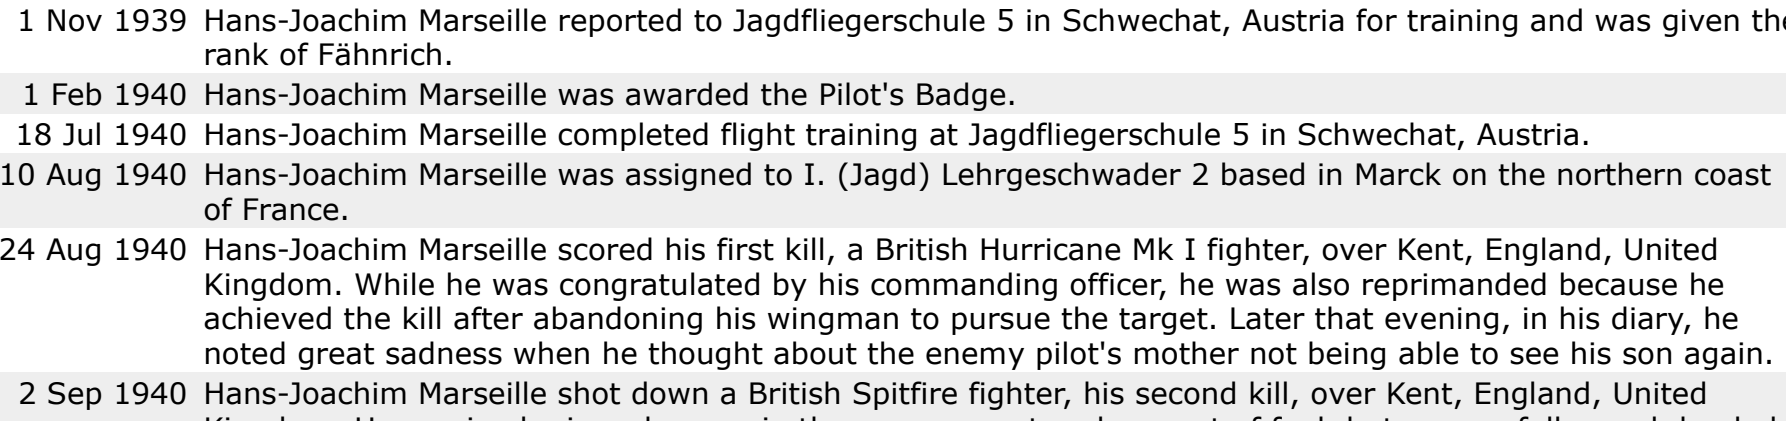 1 Nov 1939 Hans-Joachim Marseille reported to Jagdfliegerschule 5 in Schwechat, Austria for training and was given the
rank of Fähnrich.
1 Feb 1940 Hans-Joachim Marseille was awarded the Pilot's Badge.
18 Jul 1940 Hans-Joachim Marseille completed flight training at Jagdfliegerschule 5 in Schwechat, Austria.
10 Aug 1940 Hans-Joachim Marseille was assigned to I. (Jagd) Lehrgeschwader 2 based in Marck on the northern coast
of France.
24 Aug 1940 Hans-Joachim Marseille scored his first kill, a British Hurricane Mk I fighter, over Kent, England, United
Kingdom. While he was congratulated by his commanding officer, he was also reprimanded because he
achieved the kill after abandoning his wingman to pursue the target. Later that evening, in his diary, he
noted great sadness when he thought about the enemy pilot's mother not being able to see his son again.
2 Sep 1940 Hans-Joachim Marseille shot down a British Spitfire fighter, his second kill, over Kent, England, United